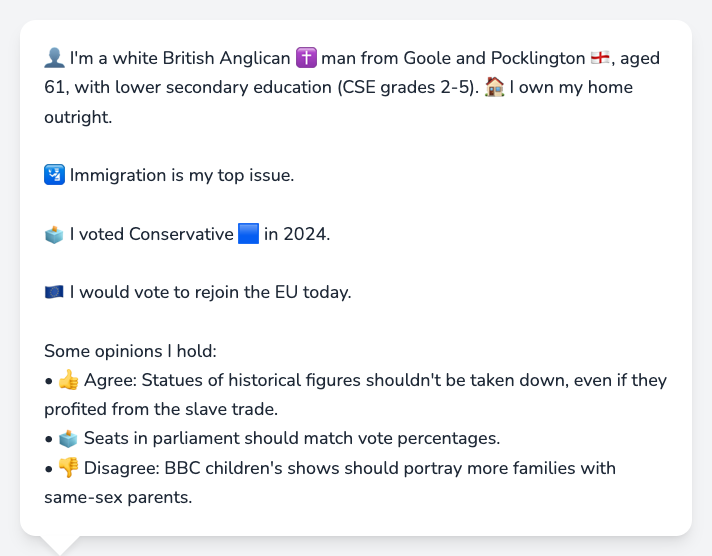 👤 I'm a white British Anglican ✝️ man from Goole and Pocklington 🏴󠁧󠁢󠁥󠁮󠁧󠁿, aged
61, with lower secondary education (CSE grades 2-5). 🏠 I own my home
outright.
🛂 Immigration is my top issue.
🗳️ I voted Conservative 🟦 in 2024.
🇪🇺 I would vote to rejoin the EU today.
Some opinions I hold:
• 👍 Agree: Statues of historical figures shouldn't be taken down, even if they
profited from the slave trade.
• 🗳️ Seats in parliament should match vote percentages.
• 👎 Disagree: BBC children's shows should portray more families with
same-sex parents.